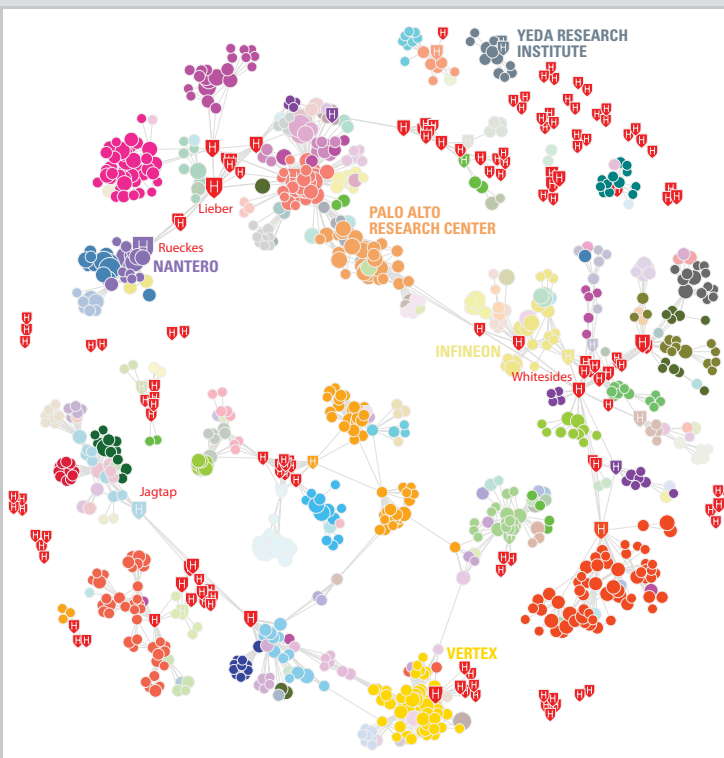 YEDA RESEARCH
INSTITUTE
Lieber
PALO ALTO
RESEARCH CENTER
Rueckes
NANTERO
INFINEON
Whitesides
Jagtap
VERTEX